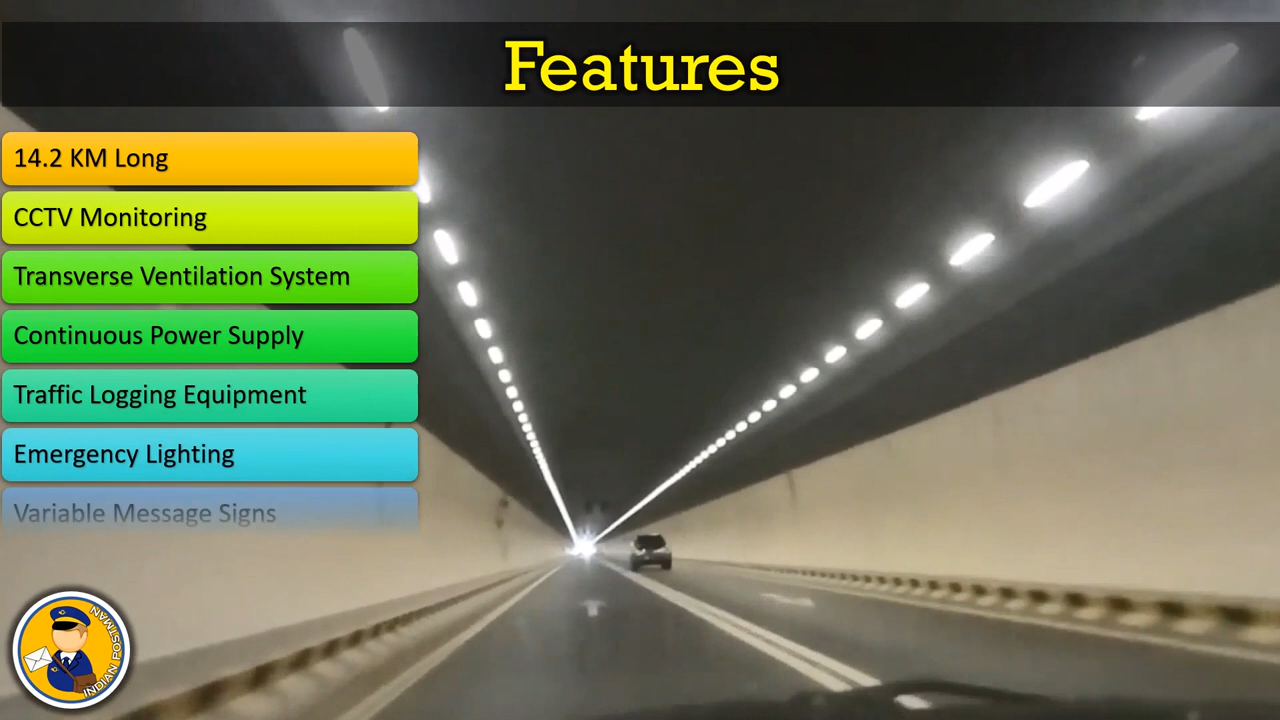 Features
14.2 KM Long
CCTV Monitoring
Transverse Ventilation System
Continuous Power Supply
Traffic Logging Equipment
Emergency Lighting
Variable Message Signs
INDIAN POSTMAN